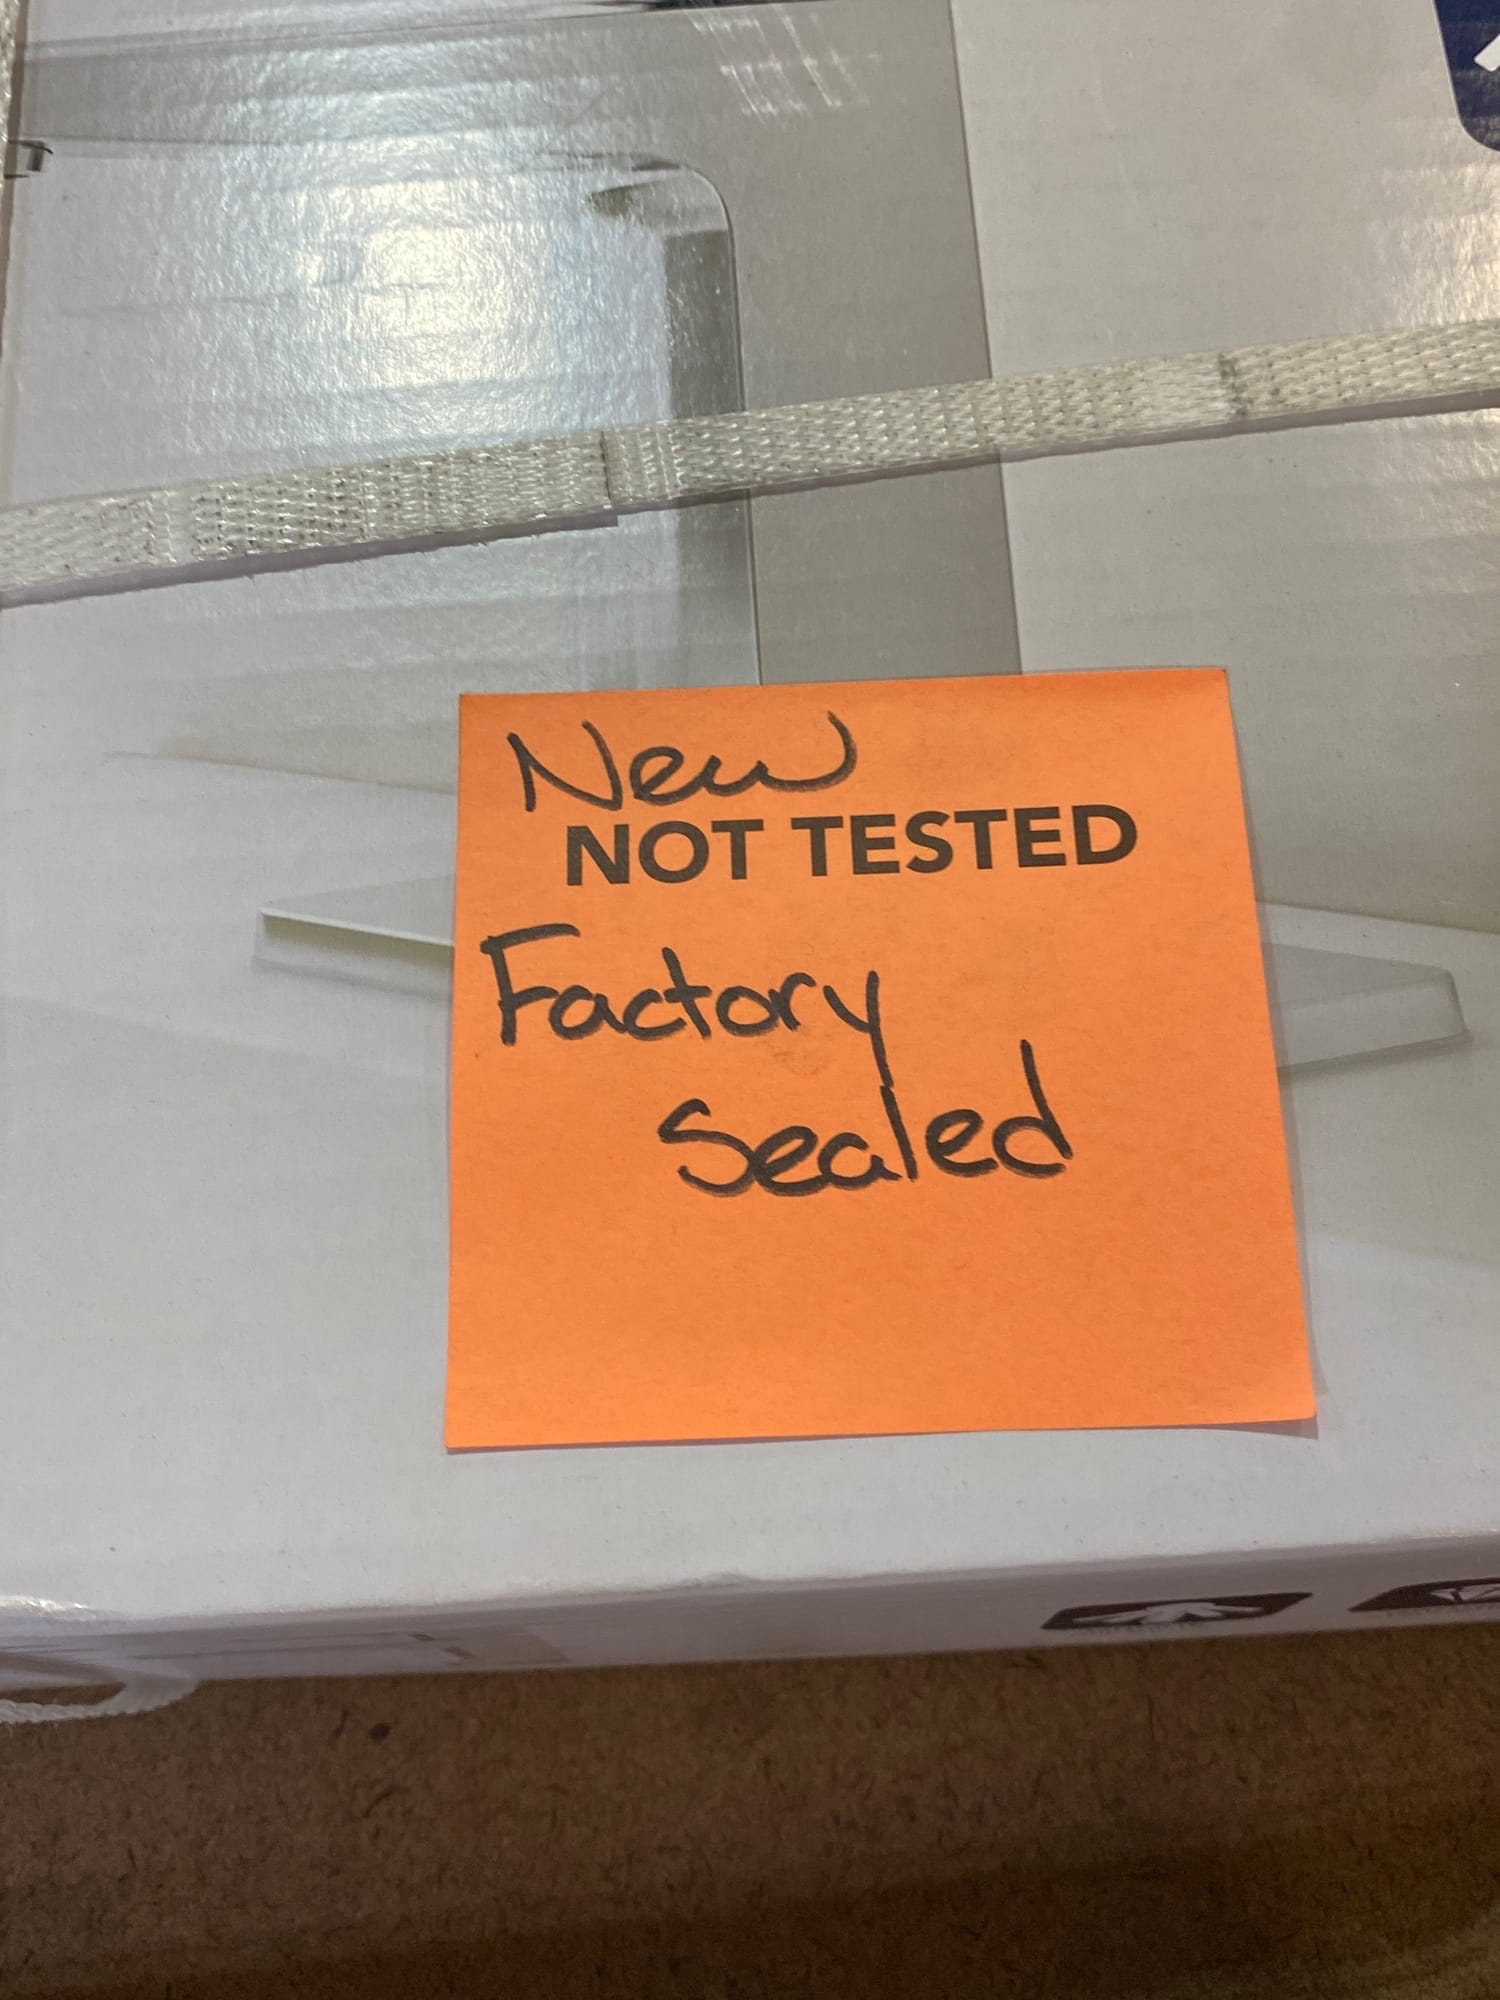 New
NOT TESTED
Factory
Sealed